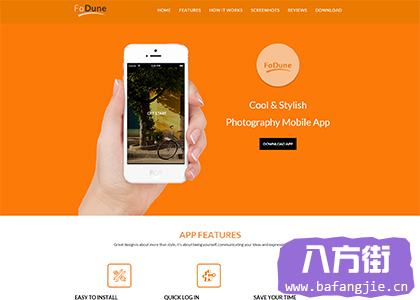 FoDune
HOME FEATURES HOW IT WORKS SCREENSHOTS REVIEWS DOWNLOAD
GET START
FoDune
Cool & Stylish
Photography Mobile App
DOWNLOAD APP
APP FEATURES
Great design is about more than style, it's about being yourself, communicating your ideas and expressing
EASY TO INSTALL QUICK LOG IN SAVE YOUR TIME
八方街
www.bafangjie.cn